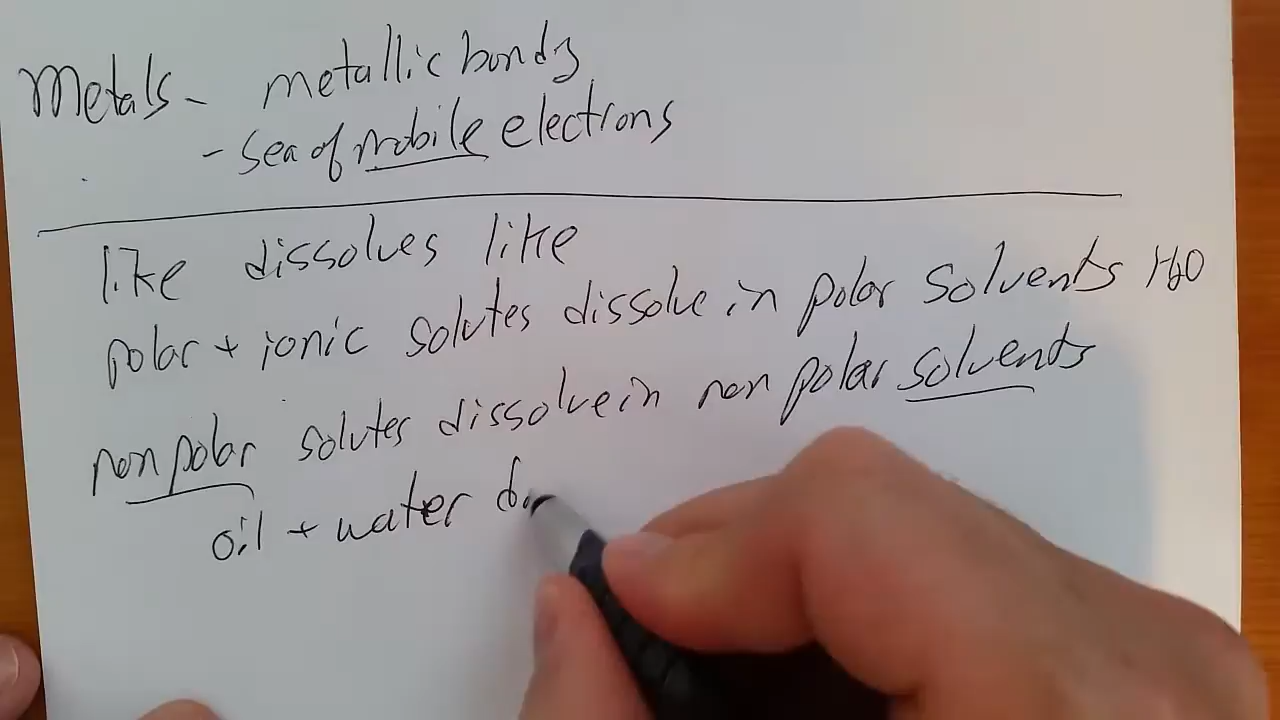 Metals - metallic bonds
- sea of mobile electrons
like dissolves like
polar + ionic solutes dissolve in polar solvents H2O
non polar solutes dissolve in non polar solvents
oil + water do